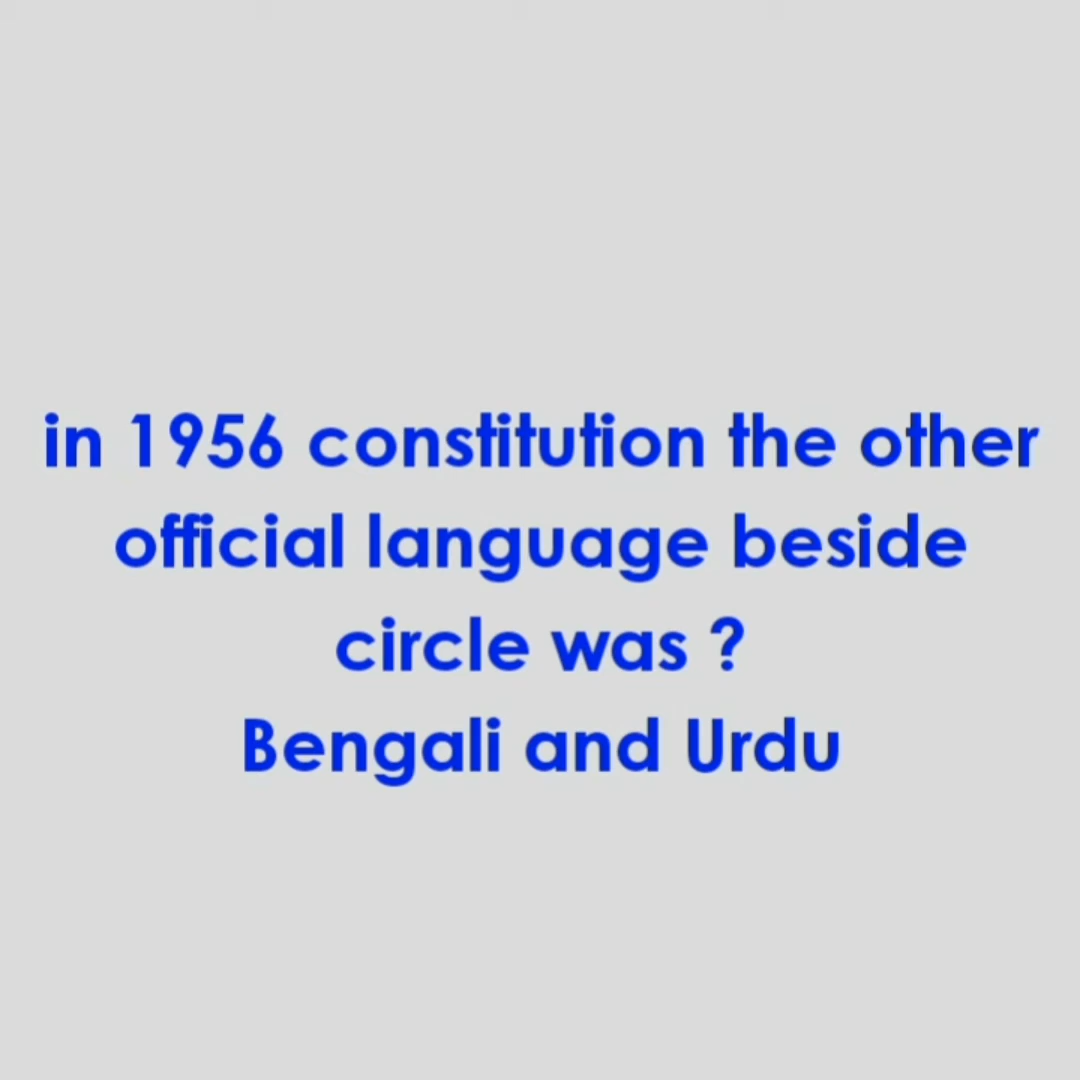 in 1956 constitution the other
official language beside
circle was ?
Bengali and Urdu